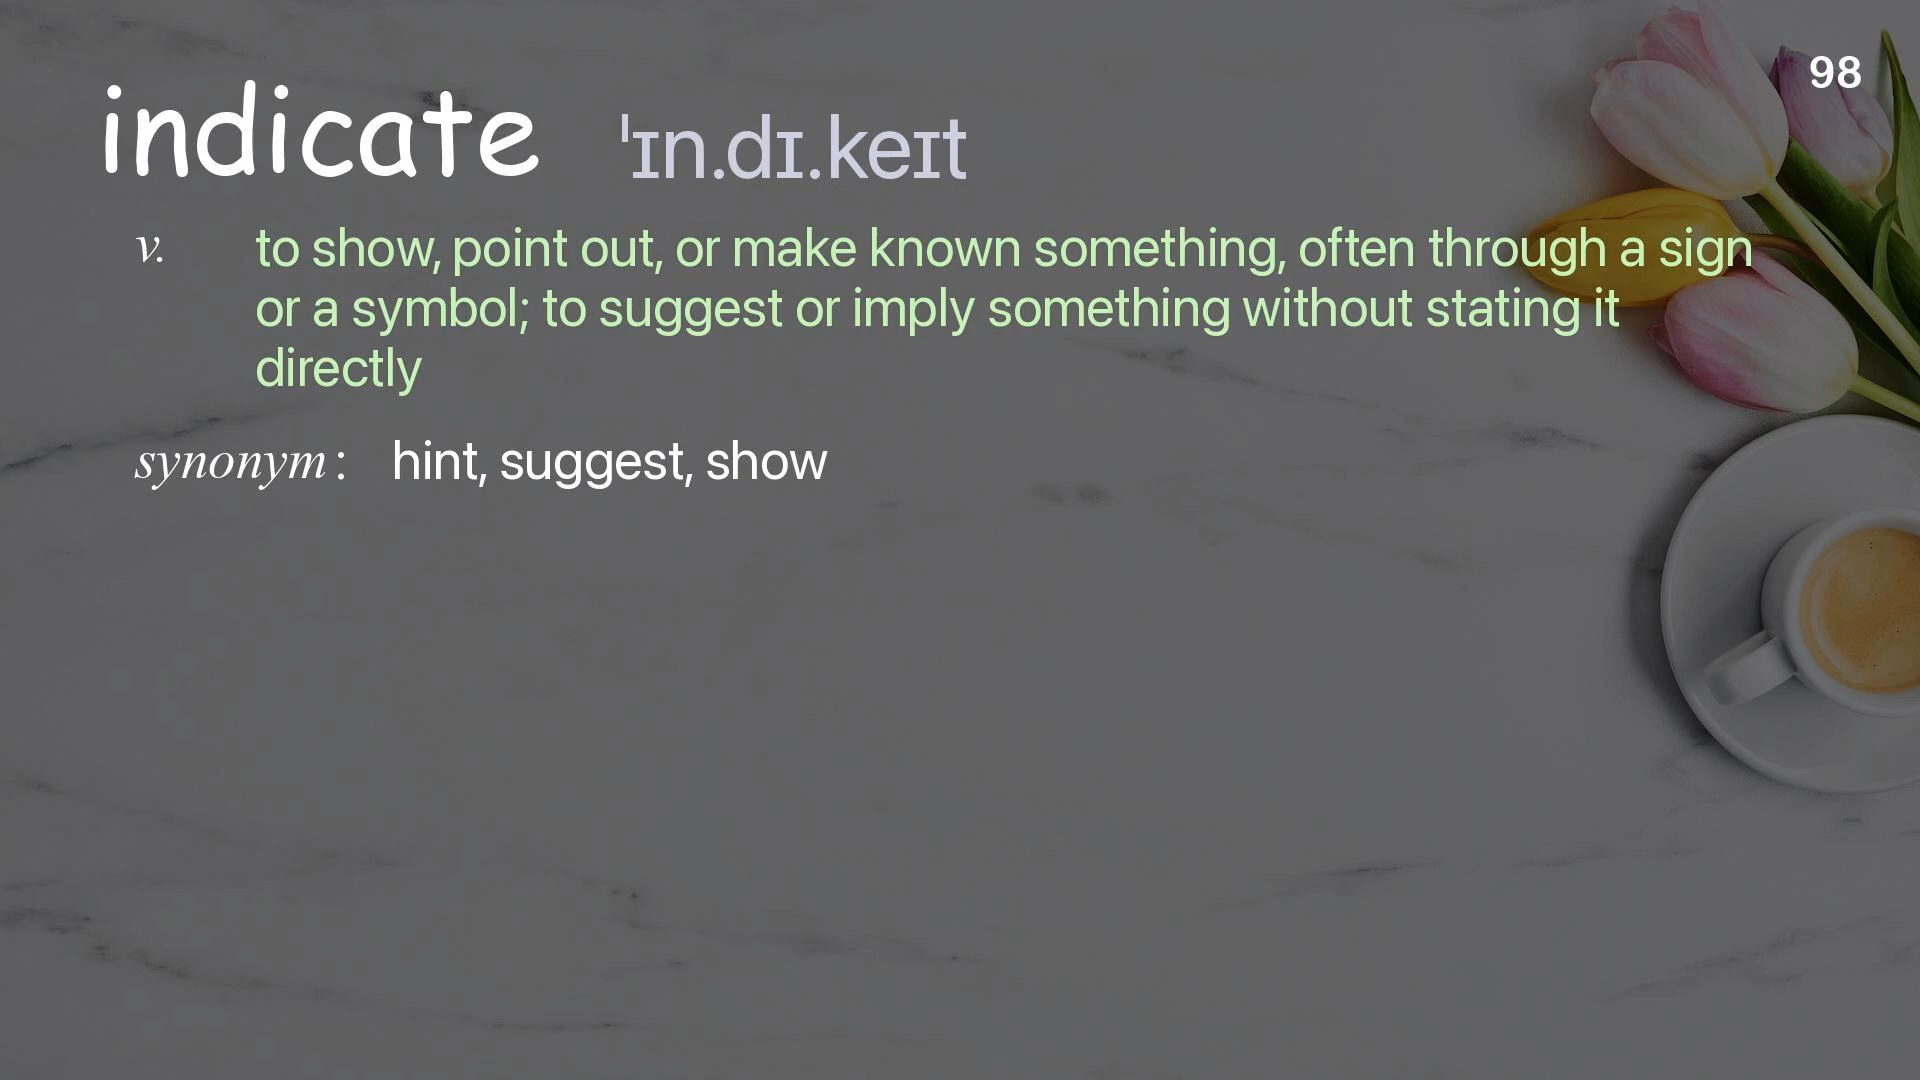 98
indicate ˈɪn.dɪ.keɪt
v. to show, point out, or make known something, often through a sign
or a symbol; to suggest or imply something without stating it
directly
synonym: hint, suggest, show